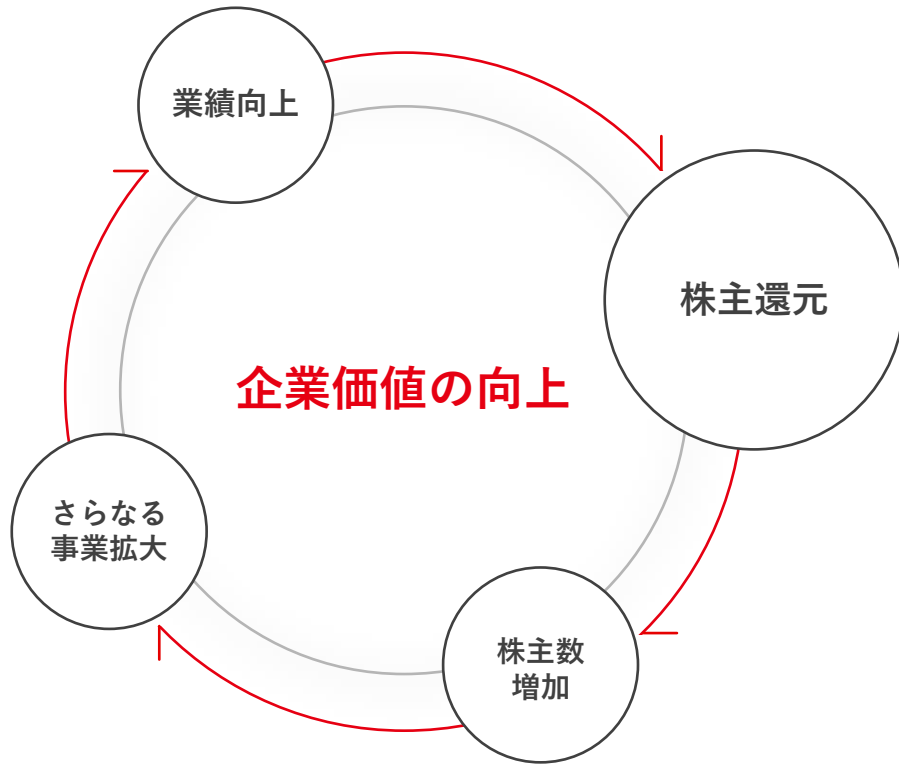 業績向上
株主還元
企業価値の向上
さらなる
事業拡大
株主数
増加